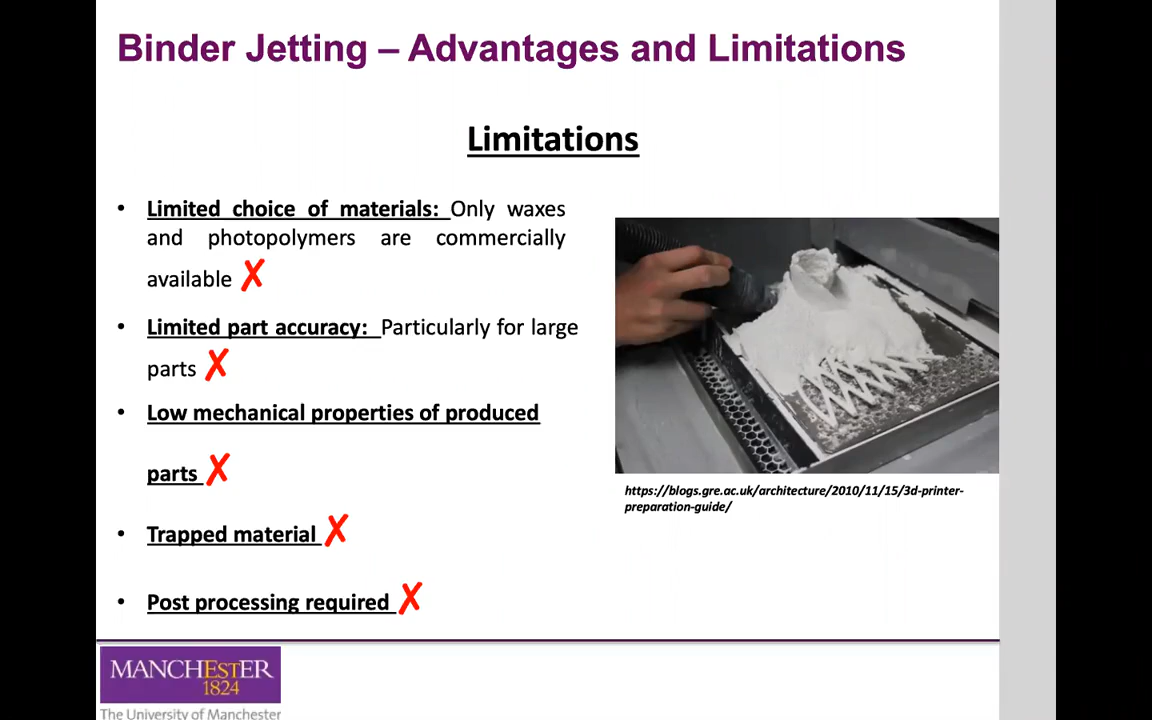 Binder Jetting – Advantages and Limitations
Limitations
• Limited choice of materials: Only waxes
and photopolymers are commercially
available ✗
• Limited part accuracy: Particularly for large
parts ✗
• Low mechanical properties of produced
parts ✗
• Trapped material ✗
• Post processing required ✗
https://blogs.gre.ac.uk/architecture/2010/11/15/3d-printer-
preparation-guide/
MANCHESTER
1824
The University of Manchester